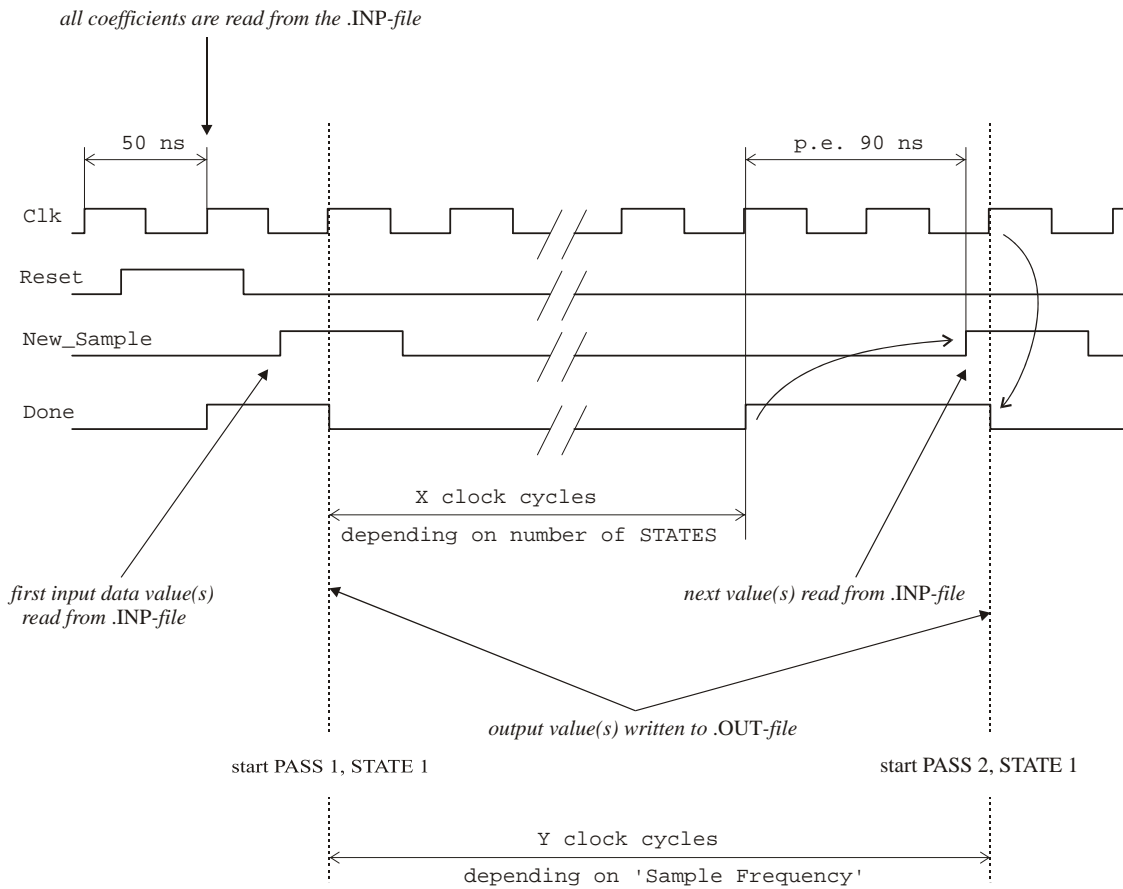 all coefficients are read from the .INP-file
50 ns
p.e. 90 ns
Clk
Reset
New_Sample
Done
X clock cycles
depending on number of STATES
first input data value(s)
read from .INP-file
next value(s) read from .INP-file
output value(s) written to .OUT-file
start PASS 1, STATE 1
start PASS 2, STATE 1
Y clock cycles
depending on 'Sample Frequency'